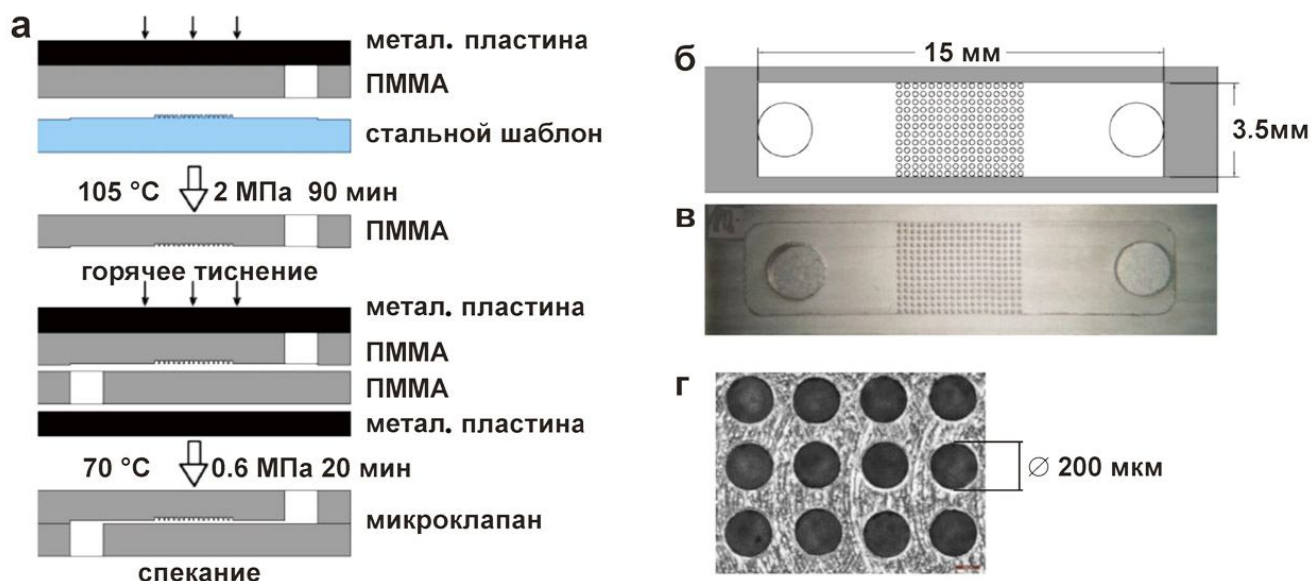 а
метал. пластина
ПММА
стальной шаблон
105 °C 2 МПа 90 мин
ПММА
горячее тиснение
метал. пластина
ПММА
ПММА
метал. пластина
70 °C 0.6 МПа 20 мин
микроклапан
спекание
б
15 мм
3.5мм
в
г
∅ 200 мкм